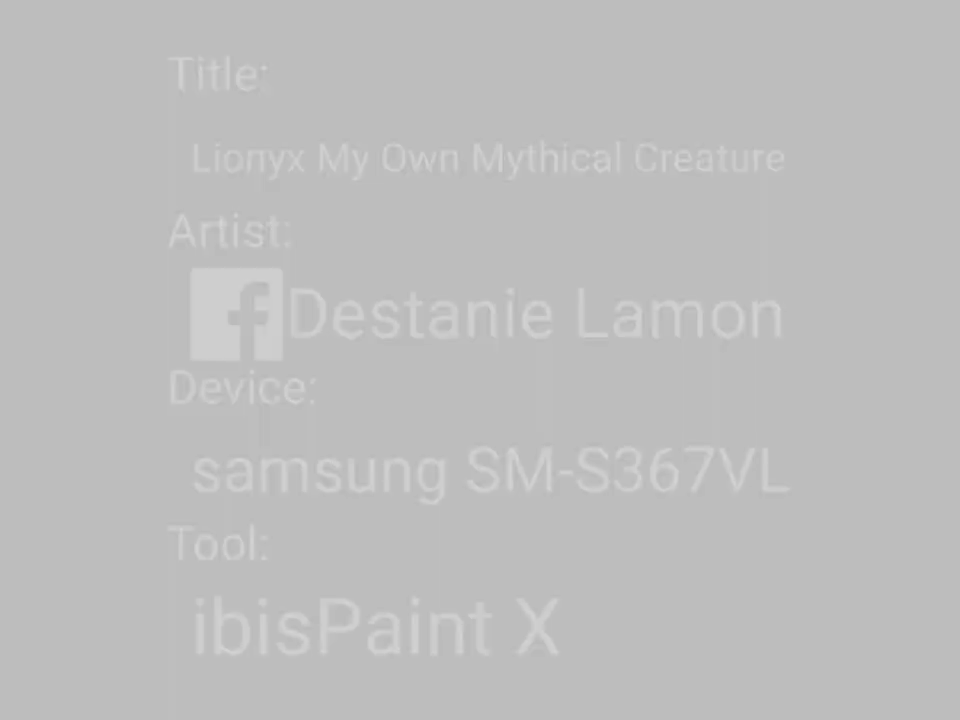 Title:
Lionyx My Own Mythical Creature
Artist:
Destanie Lamon
Device:
samsung SM-S367VL
Tool:
ibisPaint X